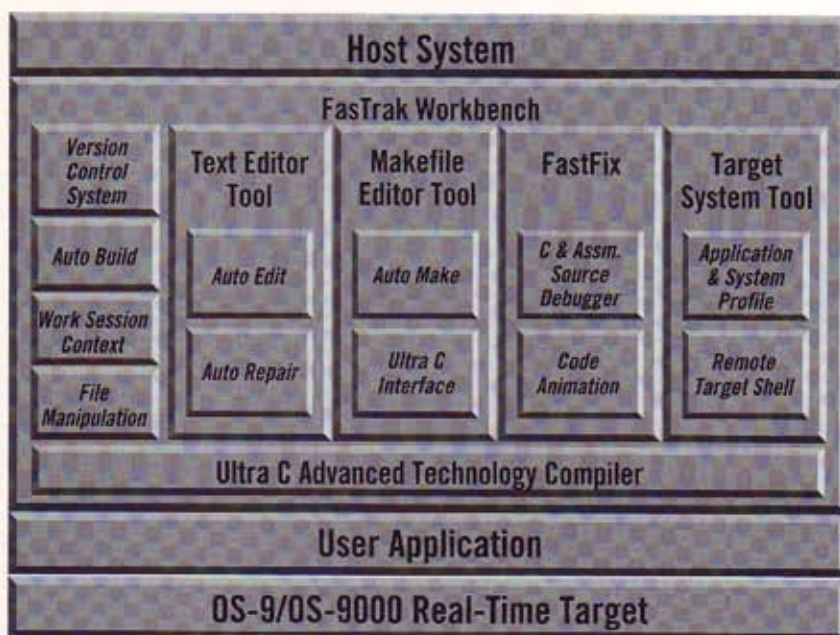 Host System
FasTrak Workbench
Version
Control
System
Auto Build
Work Session
Context
File
Manipulation
Text Editor
Tool
Auto Edit
Auto Repair
Makefile
Editor Tool
Auto Make
Ultra C
Interface
FastFix
C & Assm.
Source
Debugger
Code
Animation
Target
System Tool
Application
& System
Profile
Remote
Target Shell
Ultra C Advanced Technology Compiler
User Application
OS-9/OS-9000 Real-Time Target